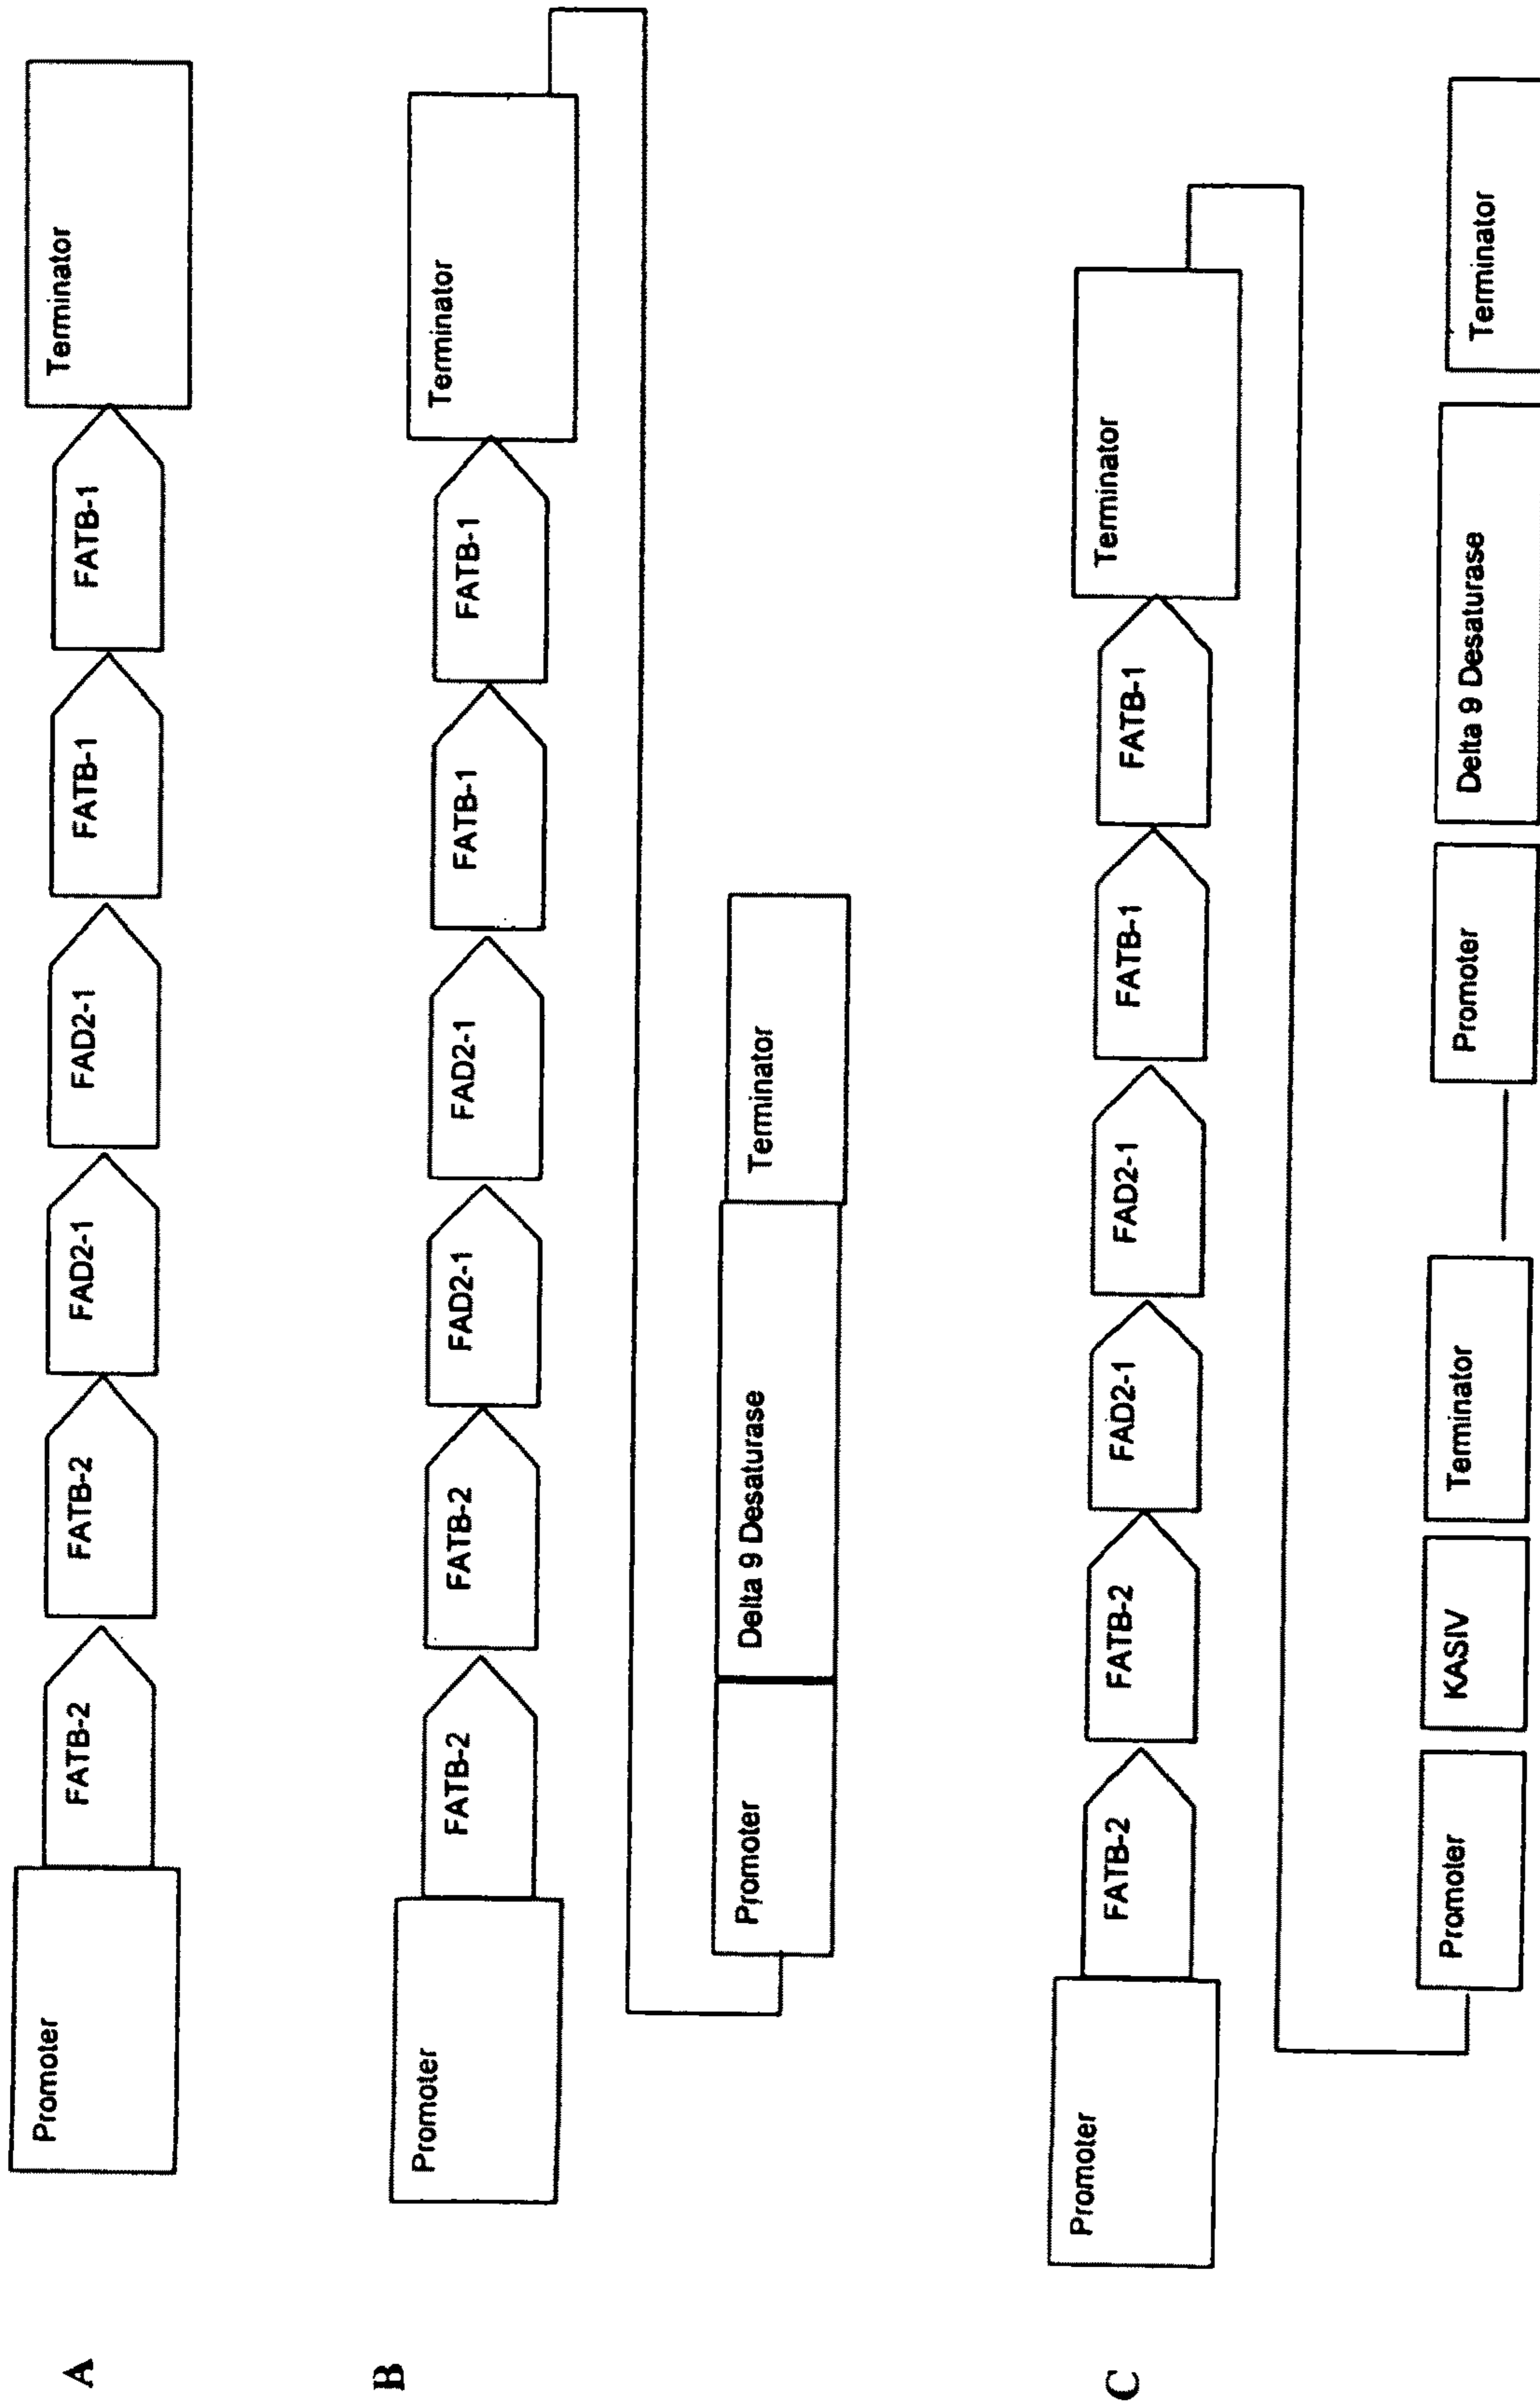 A
Promoter
FATB-2
FATB-2
FAD2-1
FAD2-1
FATB-1
FATB-1
Terminator
B
Promoter
FATB-2
FATB-2
FAD2-1
FAD2-1
FATB-1
FATB-1
Terminator
Promoter
Delta 9 Desaturase
Terminator
C
Promoter
FATB-2
FATB-2
FAD2-1
FAD2-1
FATB-1
FATB-1
Terminator
Promoter
KASIV
Terminator
Promoter
Delta 9 Desaturase
Terminator